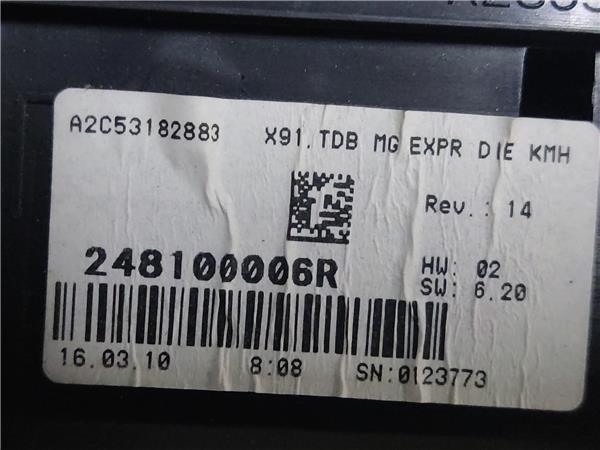 A2C53182883 X91.TDB MG EXPR DIE KMH
Rev.: 14
248100006R
HW: 02
SW: 6.20
16.03.10 8:08 SN:0123773